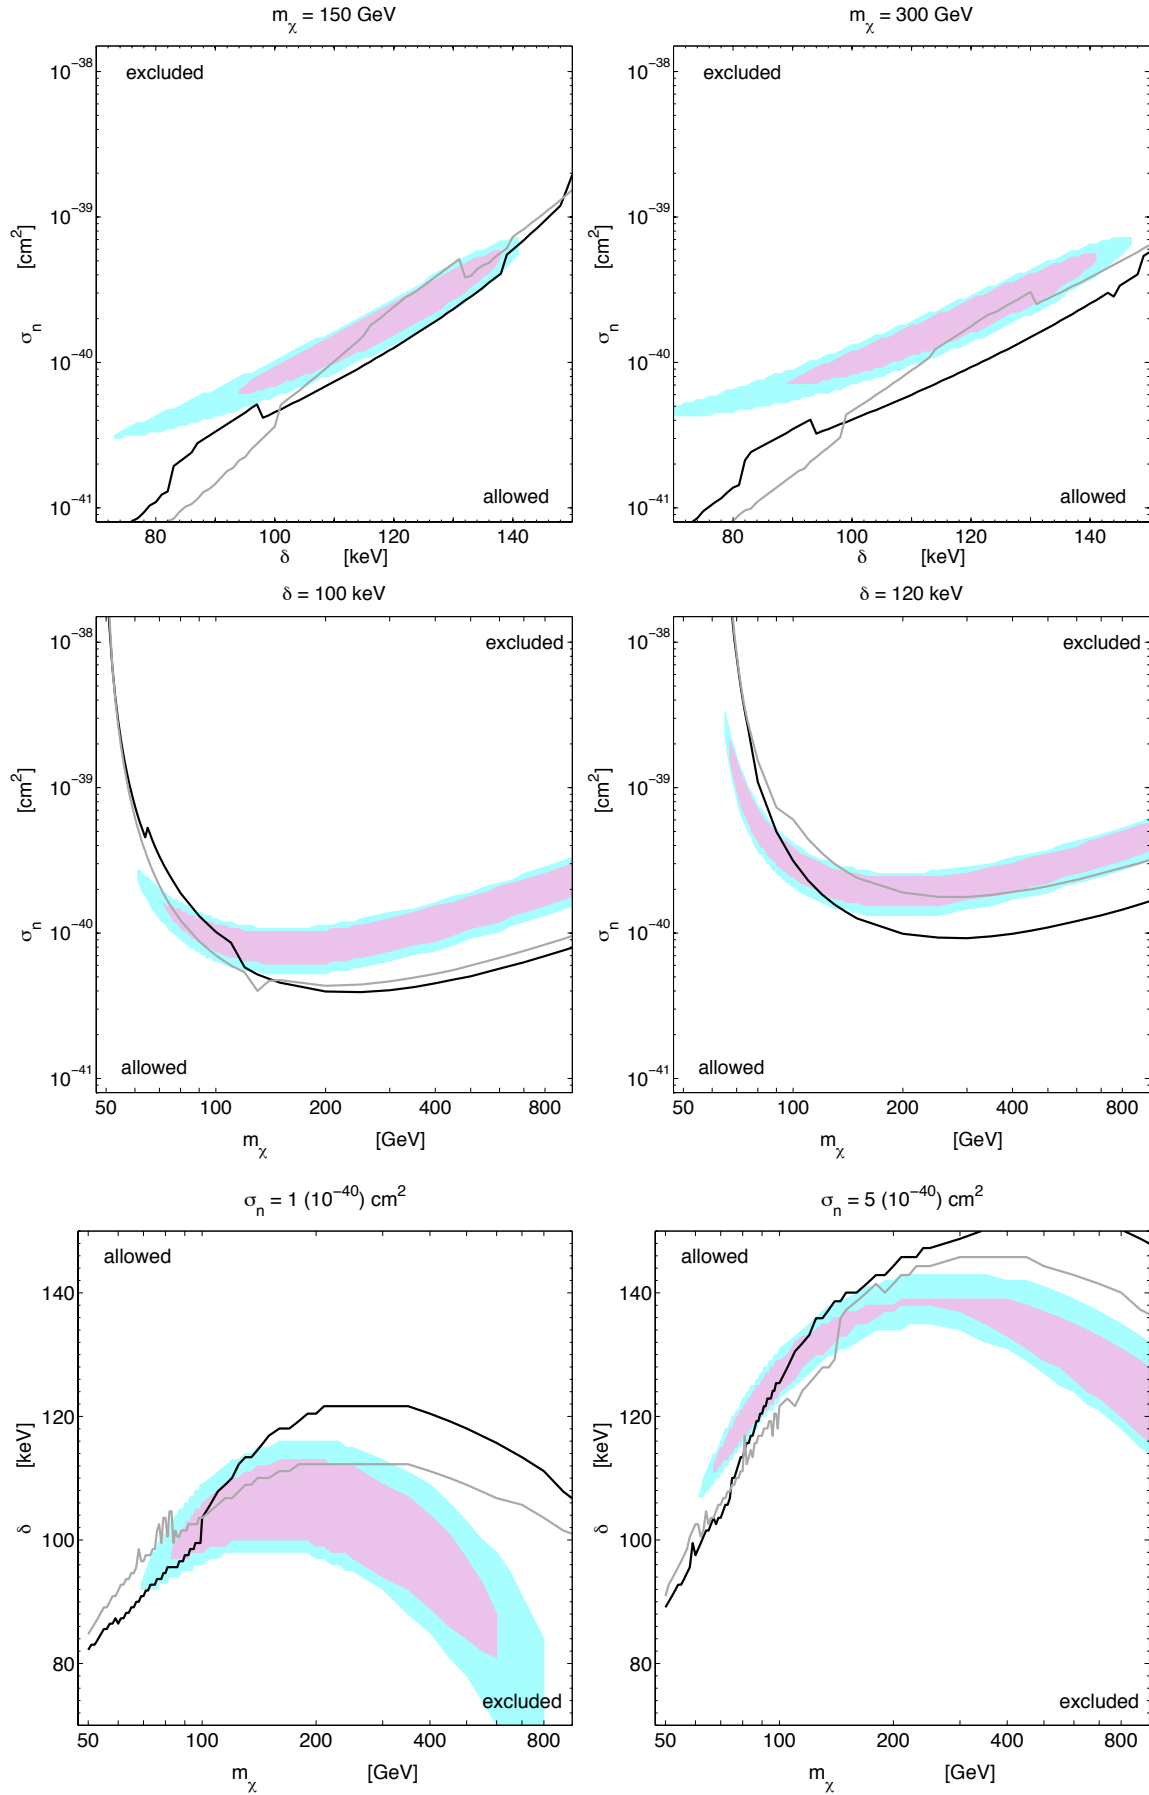 m_χ = 150 GeV
10^−38
10^−39
10^−40
10^−41
σ_n [cm^2]
excluded
allowed
80 100 120 140
δ [keV]
m_χ = 300 GeV
10^−38
10^−39
10^−40
10^−41
σ_n [cm^2]
excluded
allowed
80 100 120 140
δ [keV]
δ = 100 keV
10^−38
10^−39
10^−40
10^−41
σ_n [cm^2]
excluded
allowed
50 100 200 400 800
m_χ [GeV]
δ = 120 keV
10^−38
10^−39
10^−40
10^−41
σ_n [cm^2]
excluded
allowed
50 100 200 400 800
m_χ [GeV]
σ_n = 1 (10^−40) cm^2
allowed
140
120
100
80
δ [keV]
excluded
50 100 200 400 800
m_χ [GeV]
σ_n = 5 (10^−40) cm^2
allowed
140
120
100
80
δ [keV]
excluded
50 100 200 400 800
m_χ [GeV]